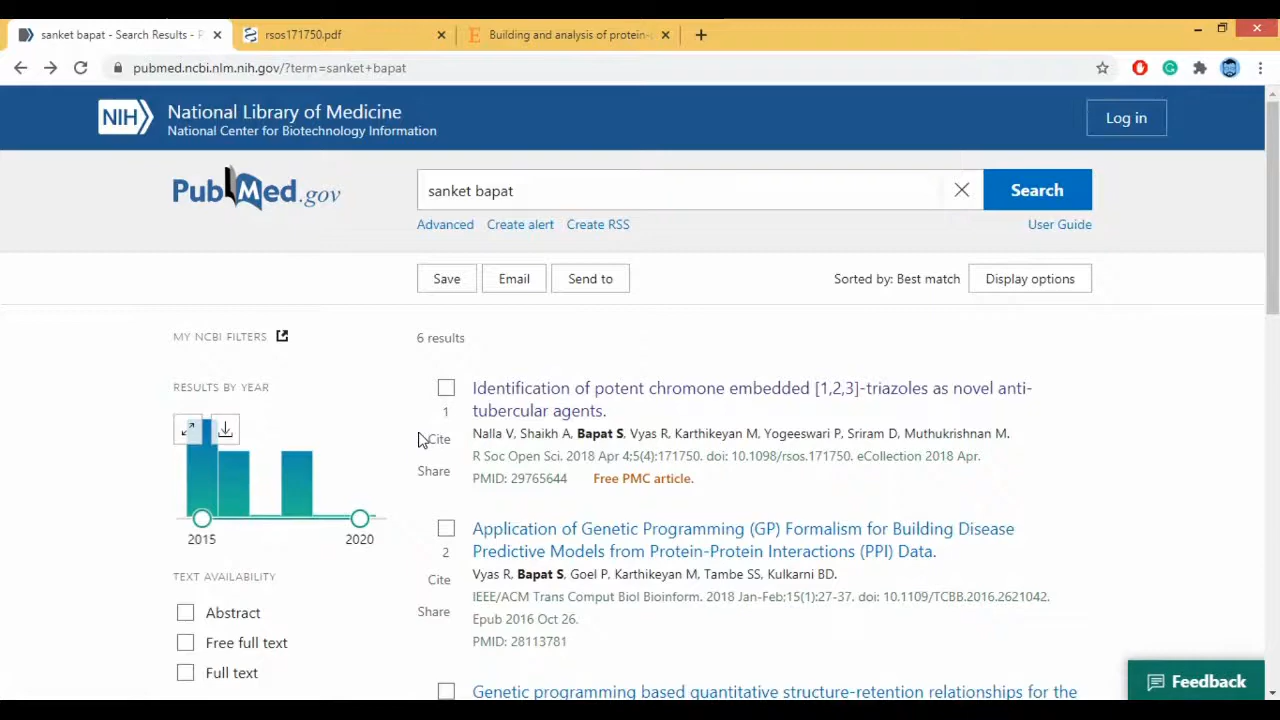 sanket bapat - Search Results - P
rsos171750.pdf
Building and analysis of protein-
pubmed.ncbi.nlm.nih.gov/?term=sanket+bapat
NIH
National Library of Medicine
National Center for Biotechnology Information
Log in
PubMed.gov
sanket bapat
Search
Advanced
Create alert
Create RSS
User Guide
Save
Email
Send to
Sorted by: Best match
Display options
MY NCBI FILTERS
6 results
RESULTS BY YEAR
2015
2020
TEXT AVAILABILITY
Abstract
Free full text
Full text
1
Cite
Share
Identification of potent chromone embedded [1,2,3]-triazoles as novel anti-
tubercular agents.
Nalla V, Shaikh A, Bapat S, Vyas R, Karthikeyan M, Yogeeswari P, Sriram D, Muthukrishnan M.
R Soc Open Sci. 2018 Apr 4;5(4):171750. doi: 10.1098/rsos.171750. eCollection 2018 Apr.
PMID: 29765644 Free PMC article.
2
Cite
Share
Application of Genetic Programming (GP) Formalism for Building Disease
Predictive Models from Protein-Protein Interactions (PPI) Data.
Vyas R, Bapat S, Goel P, Karthikeyan M, Tambe SS, Kulkarni BD.
IEEE/ACM Trans Comput Biol Bioinform. 2018 Jan-Feb;15(1):27-37. doi: 10.1109/TCBB.2016.2621042.
Epub 2016 Oct 26.
PMID: 28113781
Genetic programming based quantitative structure-retention relationships for the
Feedback